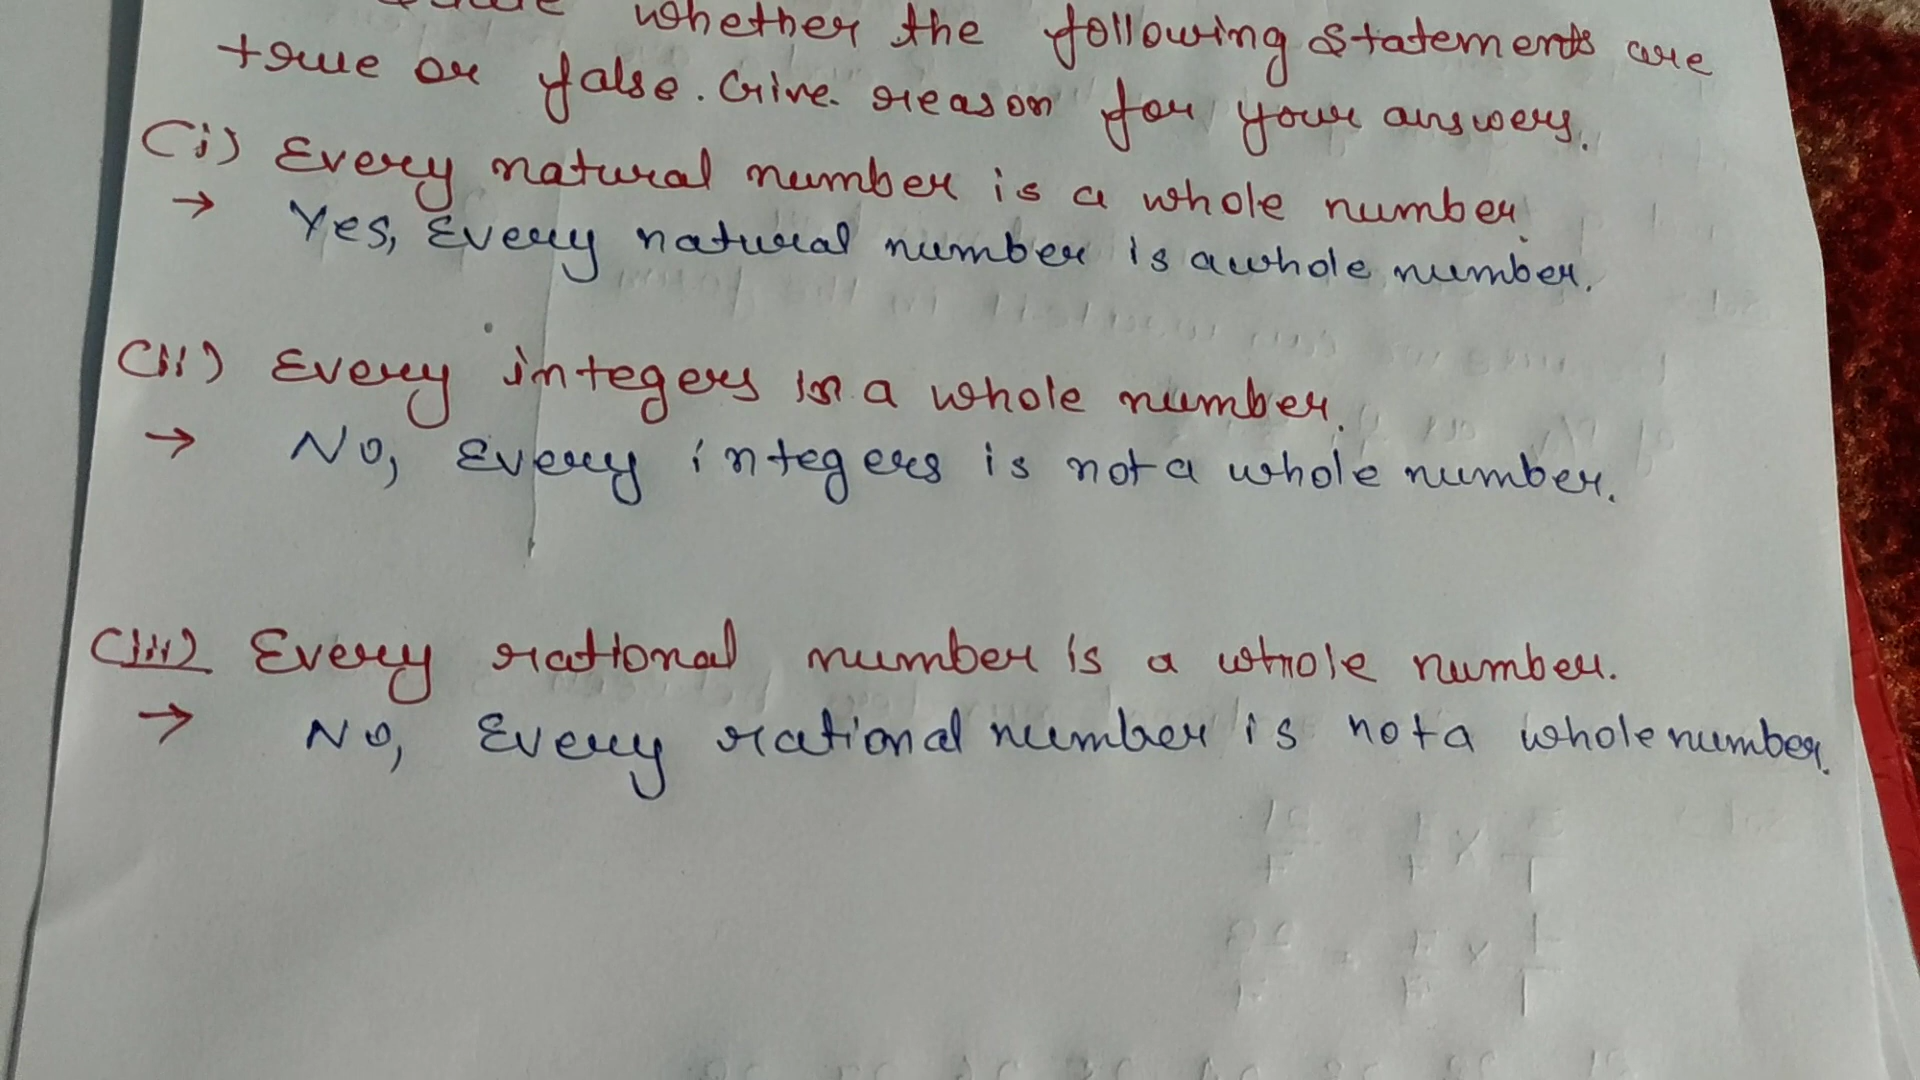 whether the following statements are
true or false. Give reason for your answers.
(i) Every natural number is a whole number.
→ Yes, Every natural number is a whole number.
(ii) Every integers is a whole number.
→ No, Every integers is not a whole number.
(iii) Every rational number is a whole number.
→ No, Every rational number is not a whole number.